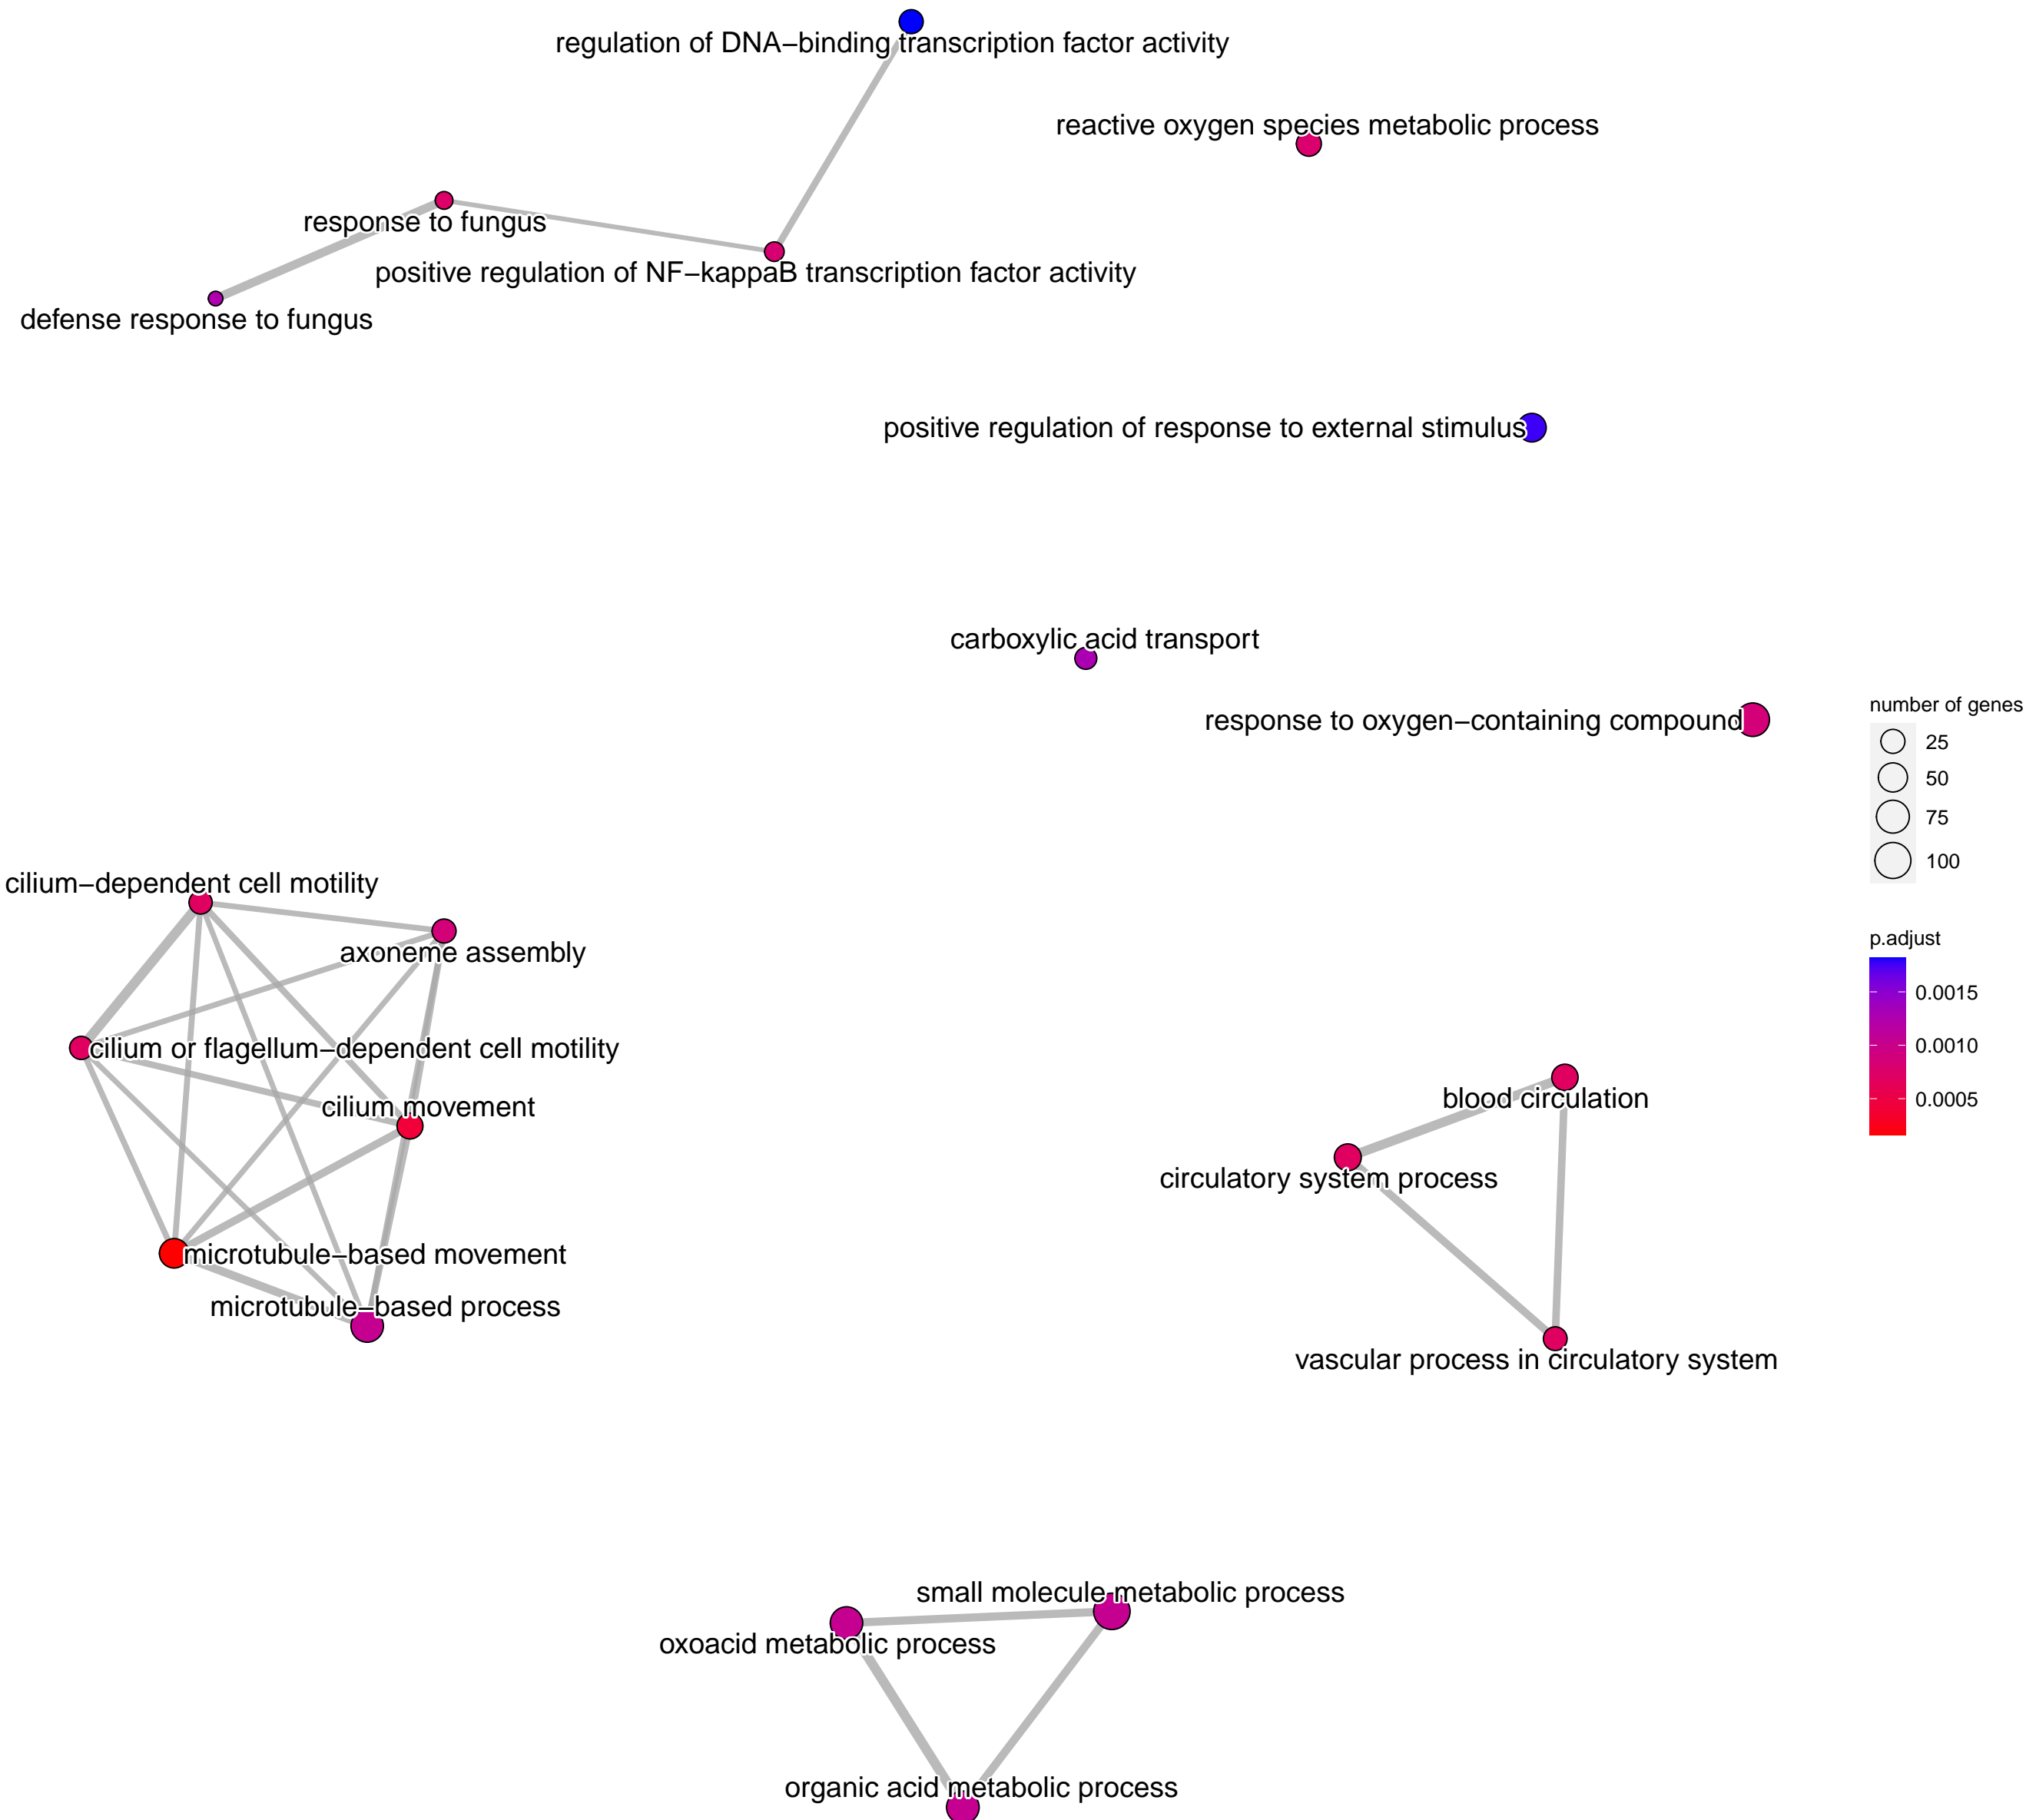 regulation of DNA−binding transcription factor activity
reactive oxygen species metabolic process
response to fungus
positive regulation of NF−kappaB transcription factor activity
defense response to fungus
positive regulation of response to external stimulus
carboxylic acid transport
response to oxygen−containing compound
number of genes
25
50
75
100
cilium−dependent cell motility
axoneme assembly
p.adjust
0.0015
0.0010
0.0005
cilium or flagellum−dependent cell motility
cilium movement
blood circulation
circulatory system process
microtubule−based movement
microtubule−based process
vascular process in circulatory system
small molecule metabolic process
oxoacid metabolic process
organic acid metabolic process